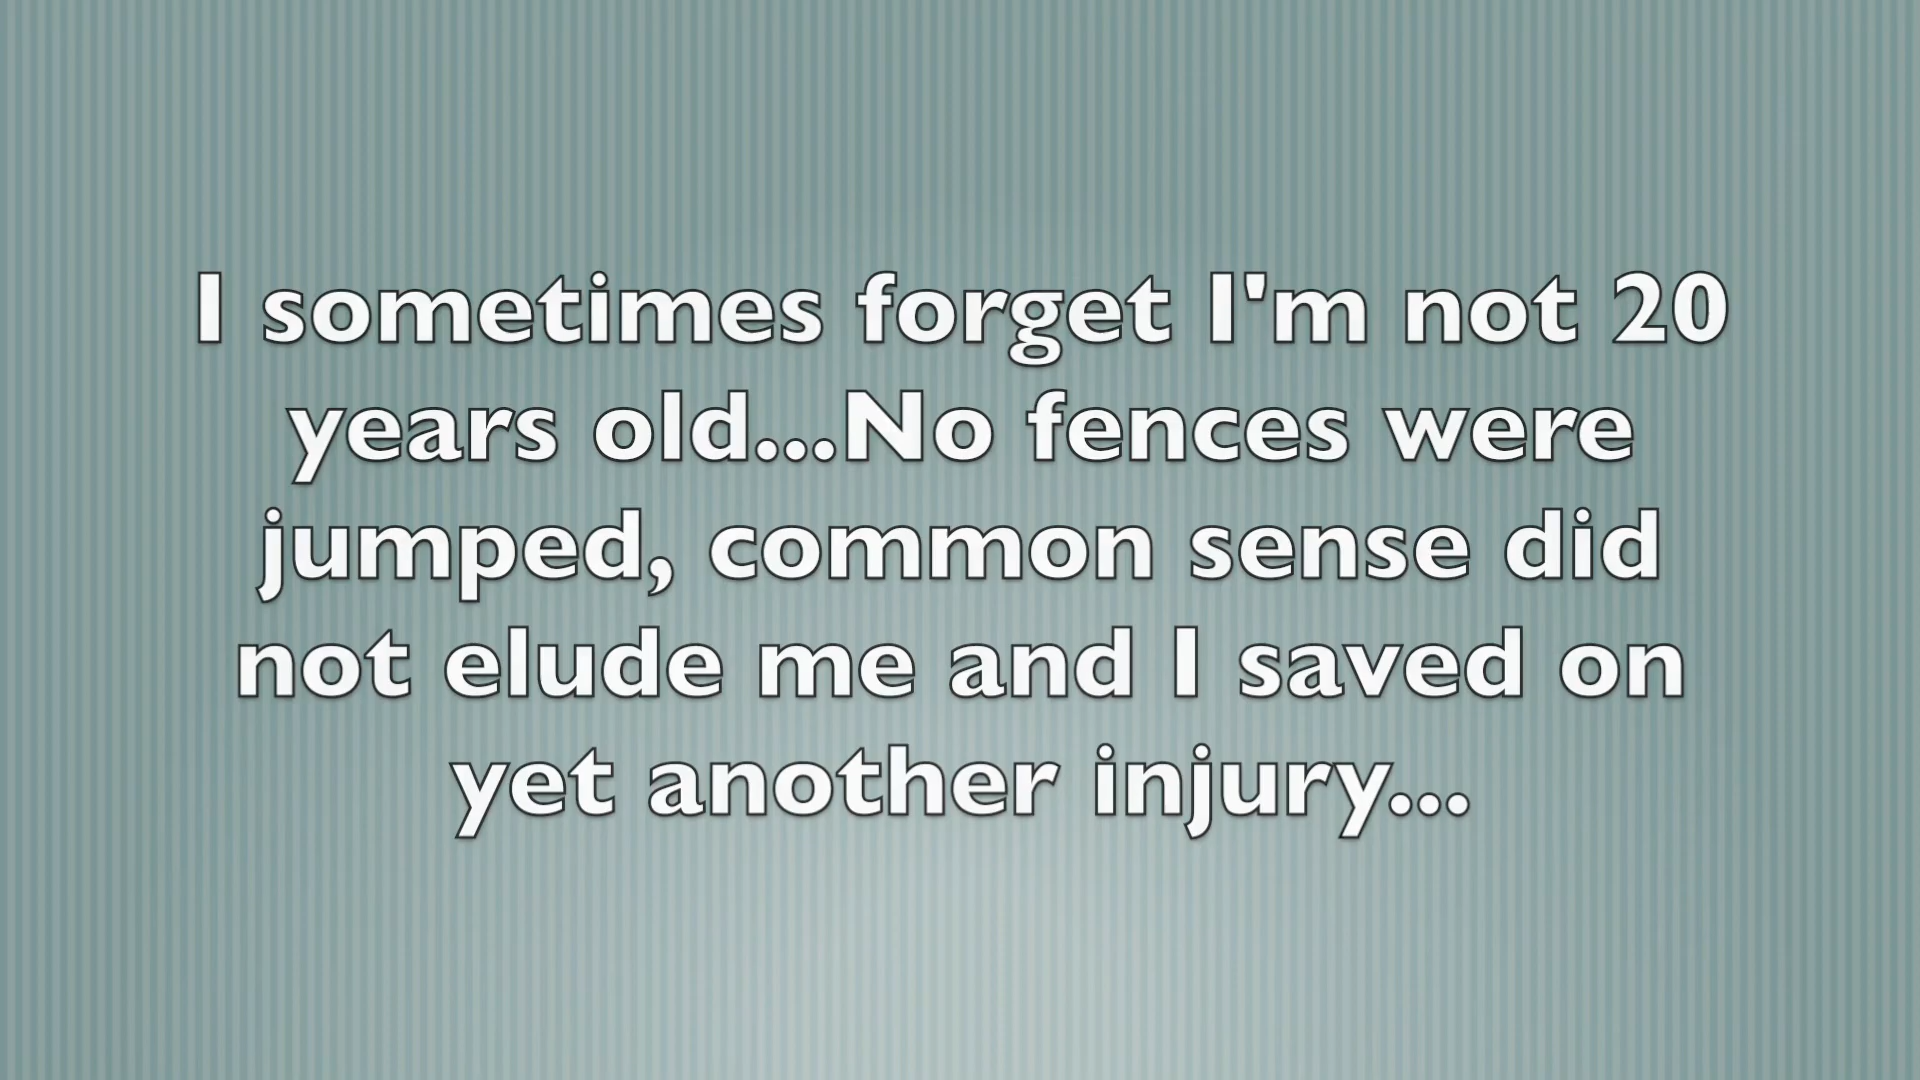 I sometimes forget I'm not 20
years old...No fences were
jumped, common sense did
not elude me and I saved on
yet another injury...